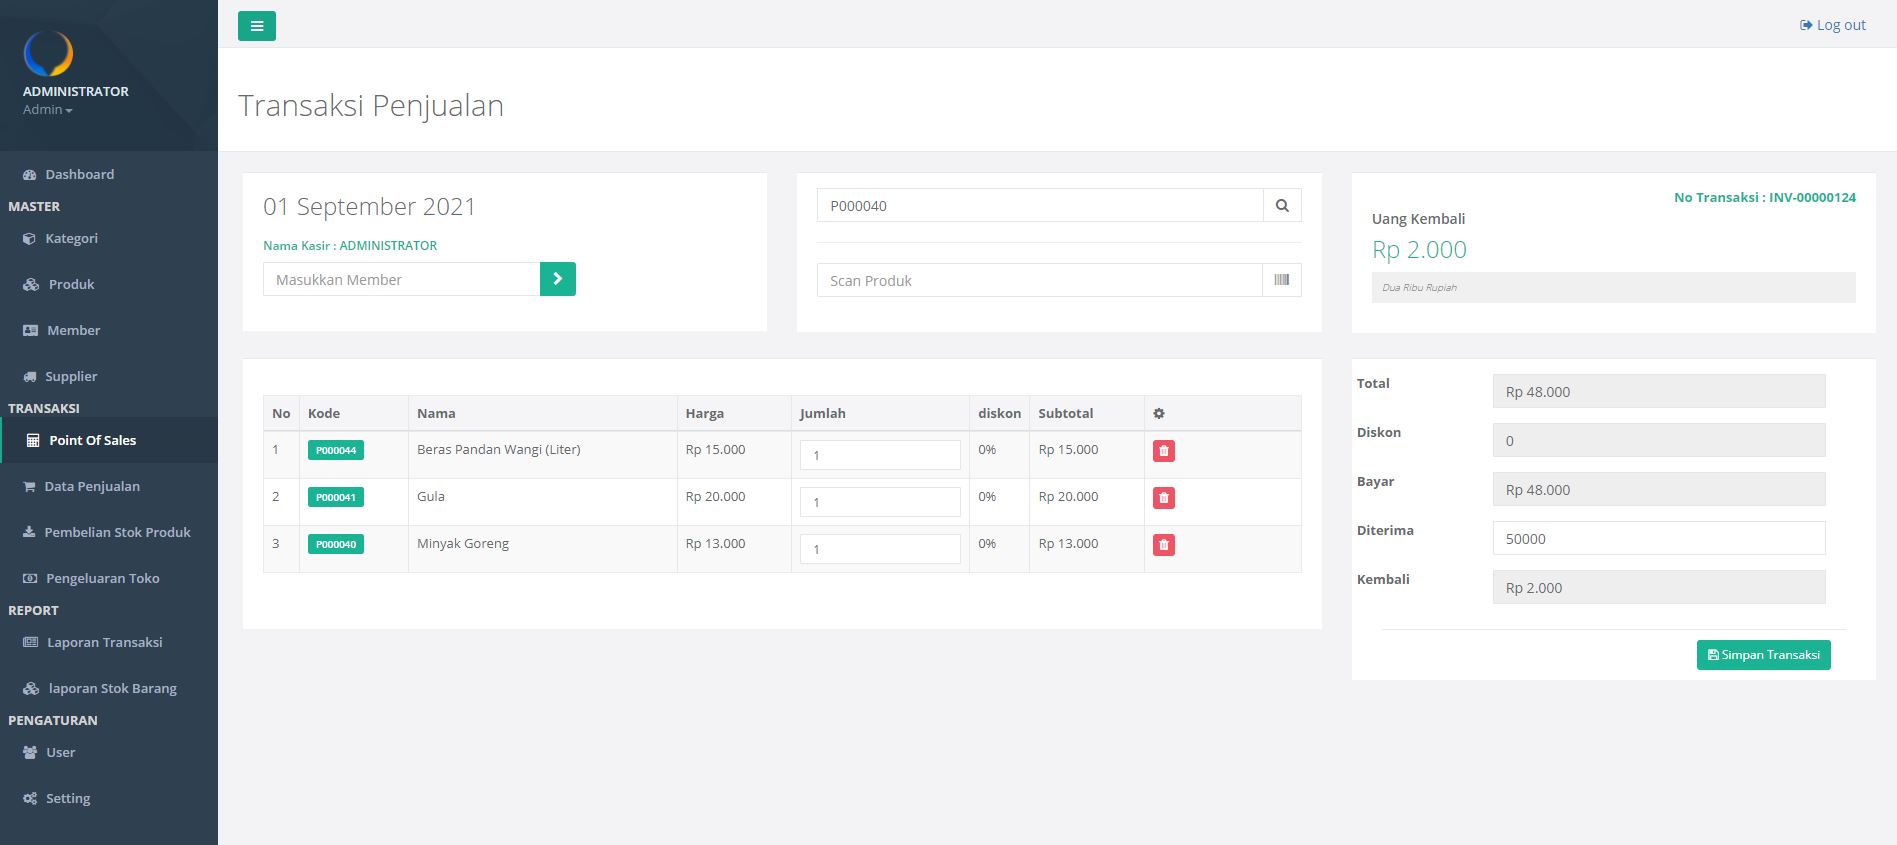 ADMINISTRATOR
Admin
Dashboard
MASTER
Kategori
Produk
Member
Supplier
TRANSAKSI
Point Of Sales
Data Penjualan
Pembelian Stok Produk
Pengeluaran Toko
REPORT
Laporan Transaksi
laporan Stok Barang
PENGATURAN
User
Setting
Log out
Transaksi Penjualan
01 September 2021
Nama Kasir : ADMINISTRATOR
Masukkan Member
P000040
Scan Produk
No Transaksi : INV-00000124
Uang Kembali
Rp 2.000
Dua Ribu Rupiah
No Kode Nama Harga Jumlah diskon Subtotal
1 P000044 Beras Pandan Wangi (Liter) Rp 15.000 1 0% Rp 15.000
2 P000041 Gula Rp 20.000 1 0% Rp 20.000
3 P000040 Minyak Goreng Rp 13.000 1 0% Rp 13.000
Total Rp 48.000
Diskon 0
Bayar Rp 48.000
Diterima 50000
Kembali Rp 2.000
Simpan Transaksi